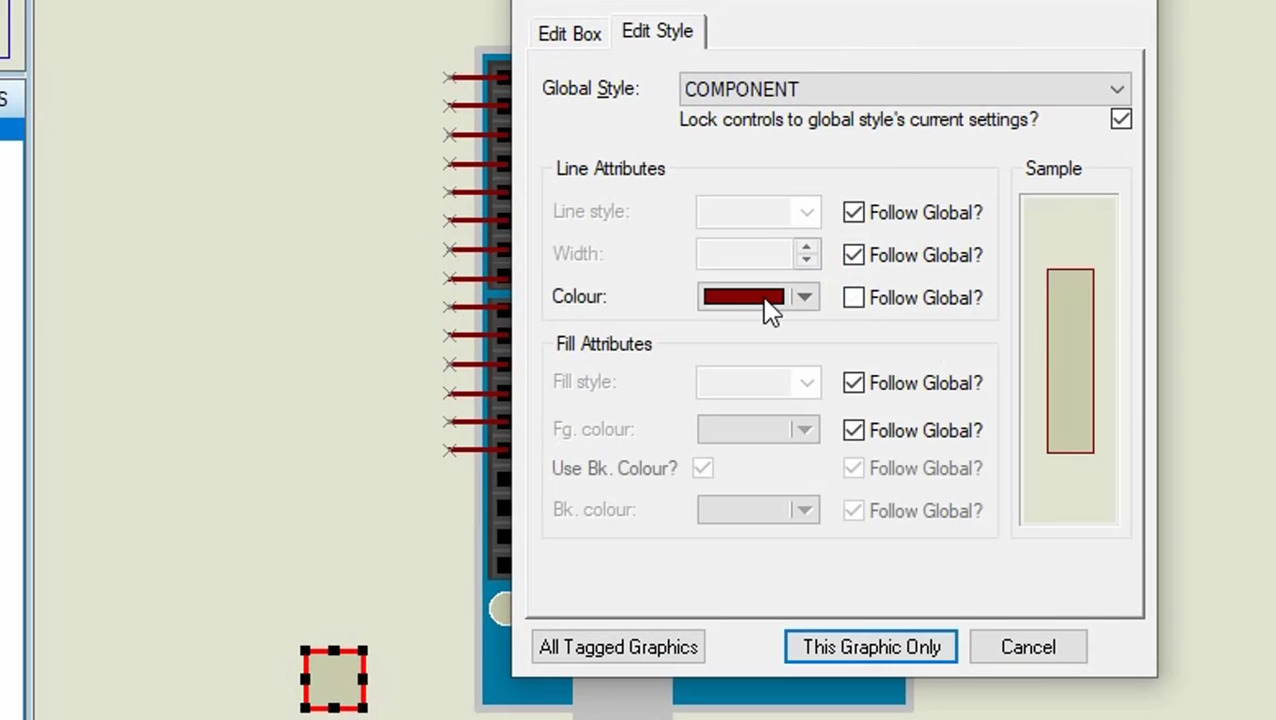 S
Edit Box
Edit Style
Global Style:
COMPONENT
Lock controls to global style's current settings?
Line Attributes
Sample
Line style:
Follow Global?
Width:
Follow Global?
Colour:
Follow Global?
Fill Attributes
Fill style:
Follow Global?
Fg. colour:
Follow Global?
Use Bk. Colour?
Follow Global?
Bk. colour:
Follow Global?
All Tagged Graphics
This Graphic Only
Cancel